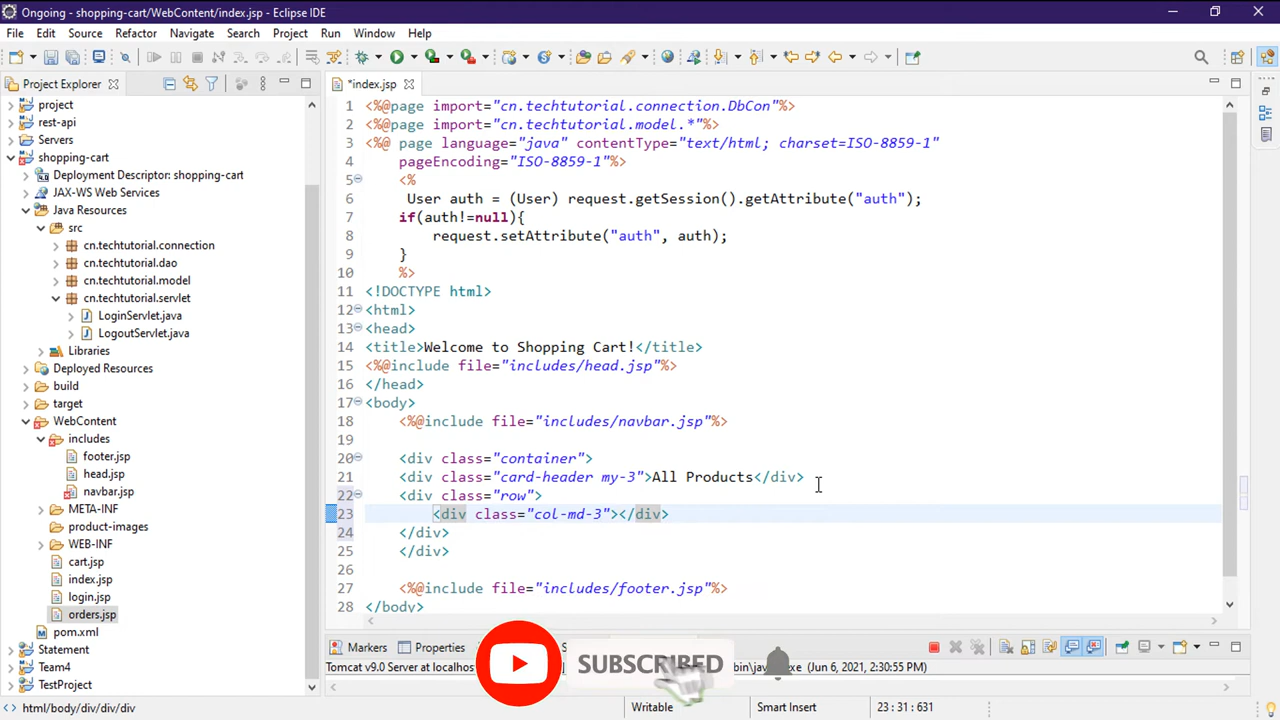 Ongoing - shopping-cart/WebContent/index.jsp - Eclipse IDE
File Edit Source Refactor Navigate Search Project Run Window Help
Project Explorer
*index.jsp
project
rest-api
Servers
shopping-cart
Deployment Descriptor: shopping-cart
JAX-WS Web Services
Java Resources
src
cn.techtutorial.connection
cn.techtutorial.dao
cn.techtutorial.model
cn.techtutorial.servlet
LoginServlet.java
LogoutServlet.java
Libraries
Deployed Resources
build
target
WebContent
includes
footer.jsp
head.jsp
navbar.jsp
META-INF
product-images
WEB-INF
cart.jsp
index.jsp
login.jsp
orders.jsp
pom.xml
Statement
Team4
TestProject
1 <%@page import="cn.techtutorial.connection.DbCon"%>
2 <%@page import="cn.techtutorial.model.*"%>
3 <%@ page language="java" contentType="text/html; charset=ISO-8859-1"
4 pageEncoding="ISO-8859-1"%>
5 <%
6 User auth = (User) request.getSession().getAttribute("auth");
7 if(auth!=null){
8 request.setAttribute("auth", auth);
9 }
10 %>
11 <!DOCTYPE html>
12 <html>
13 <head>
14 <title>Welcome to Shopping Cart!</title>
15 <%@include file="includes/head.jsp"%>
16 </head>
17 <body>
18 <%@include file="includes/navbar.jsp"%>
19
20 <div class="container">
21 <div class="card-header my-3">All Products</div>
22 <div class="row">
23 <div class="col-md-3"></div>
24 </div>
25 </div>
26
27 <%@include file="includes/footer.jsp"%>
28 </body>
Markers Properties
Tomcat v9.0 Server at localhost
(Jun 6, 2021, 2:30:55 PM)
SUBSCRIBED
html/body/div/div/div
Writable Smart Insert 23 : 31 : 631